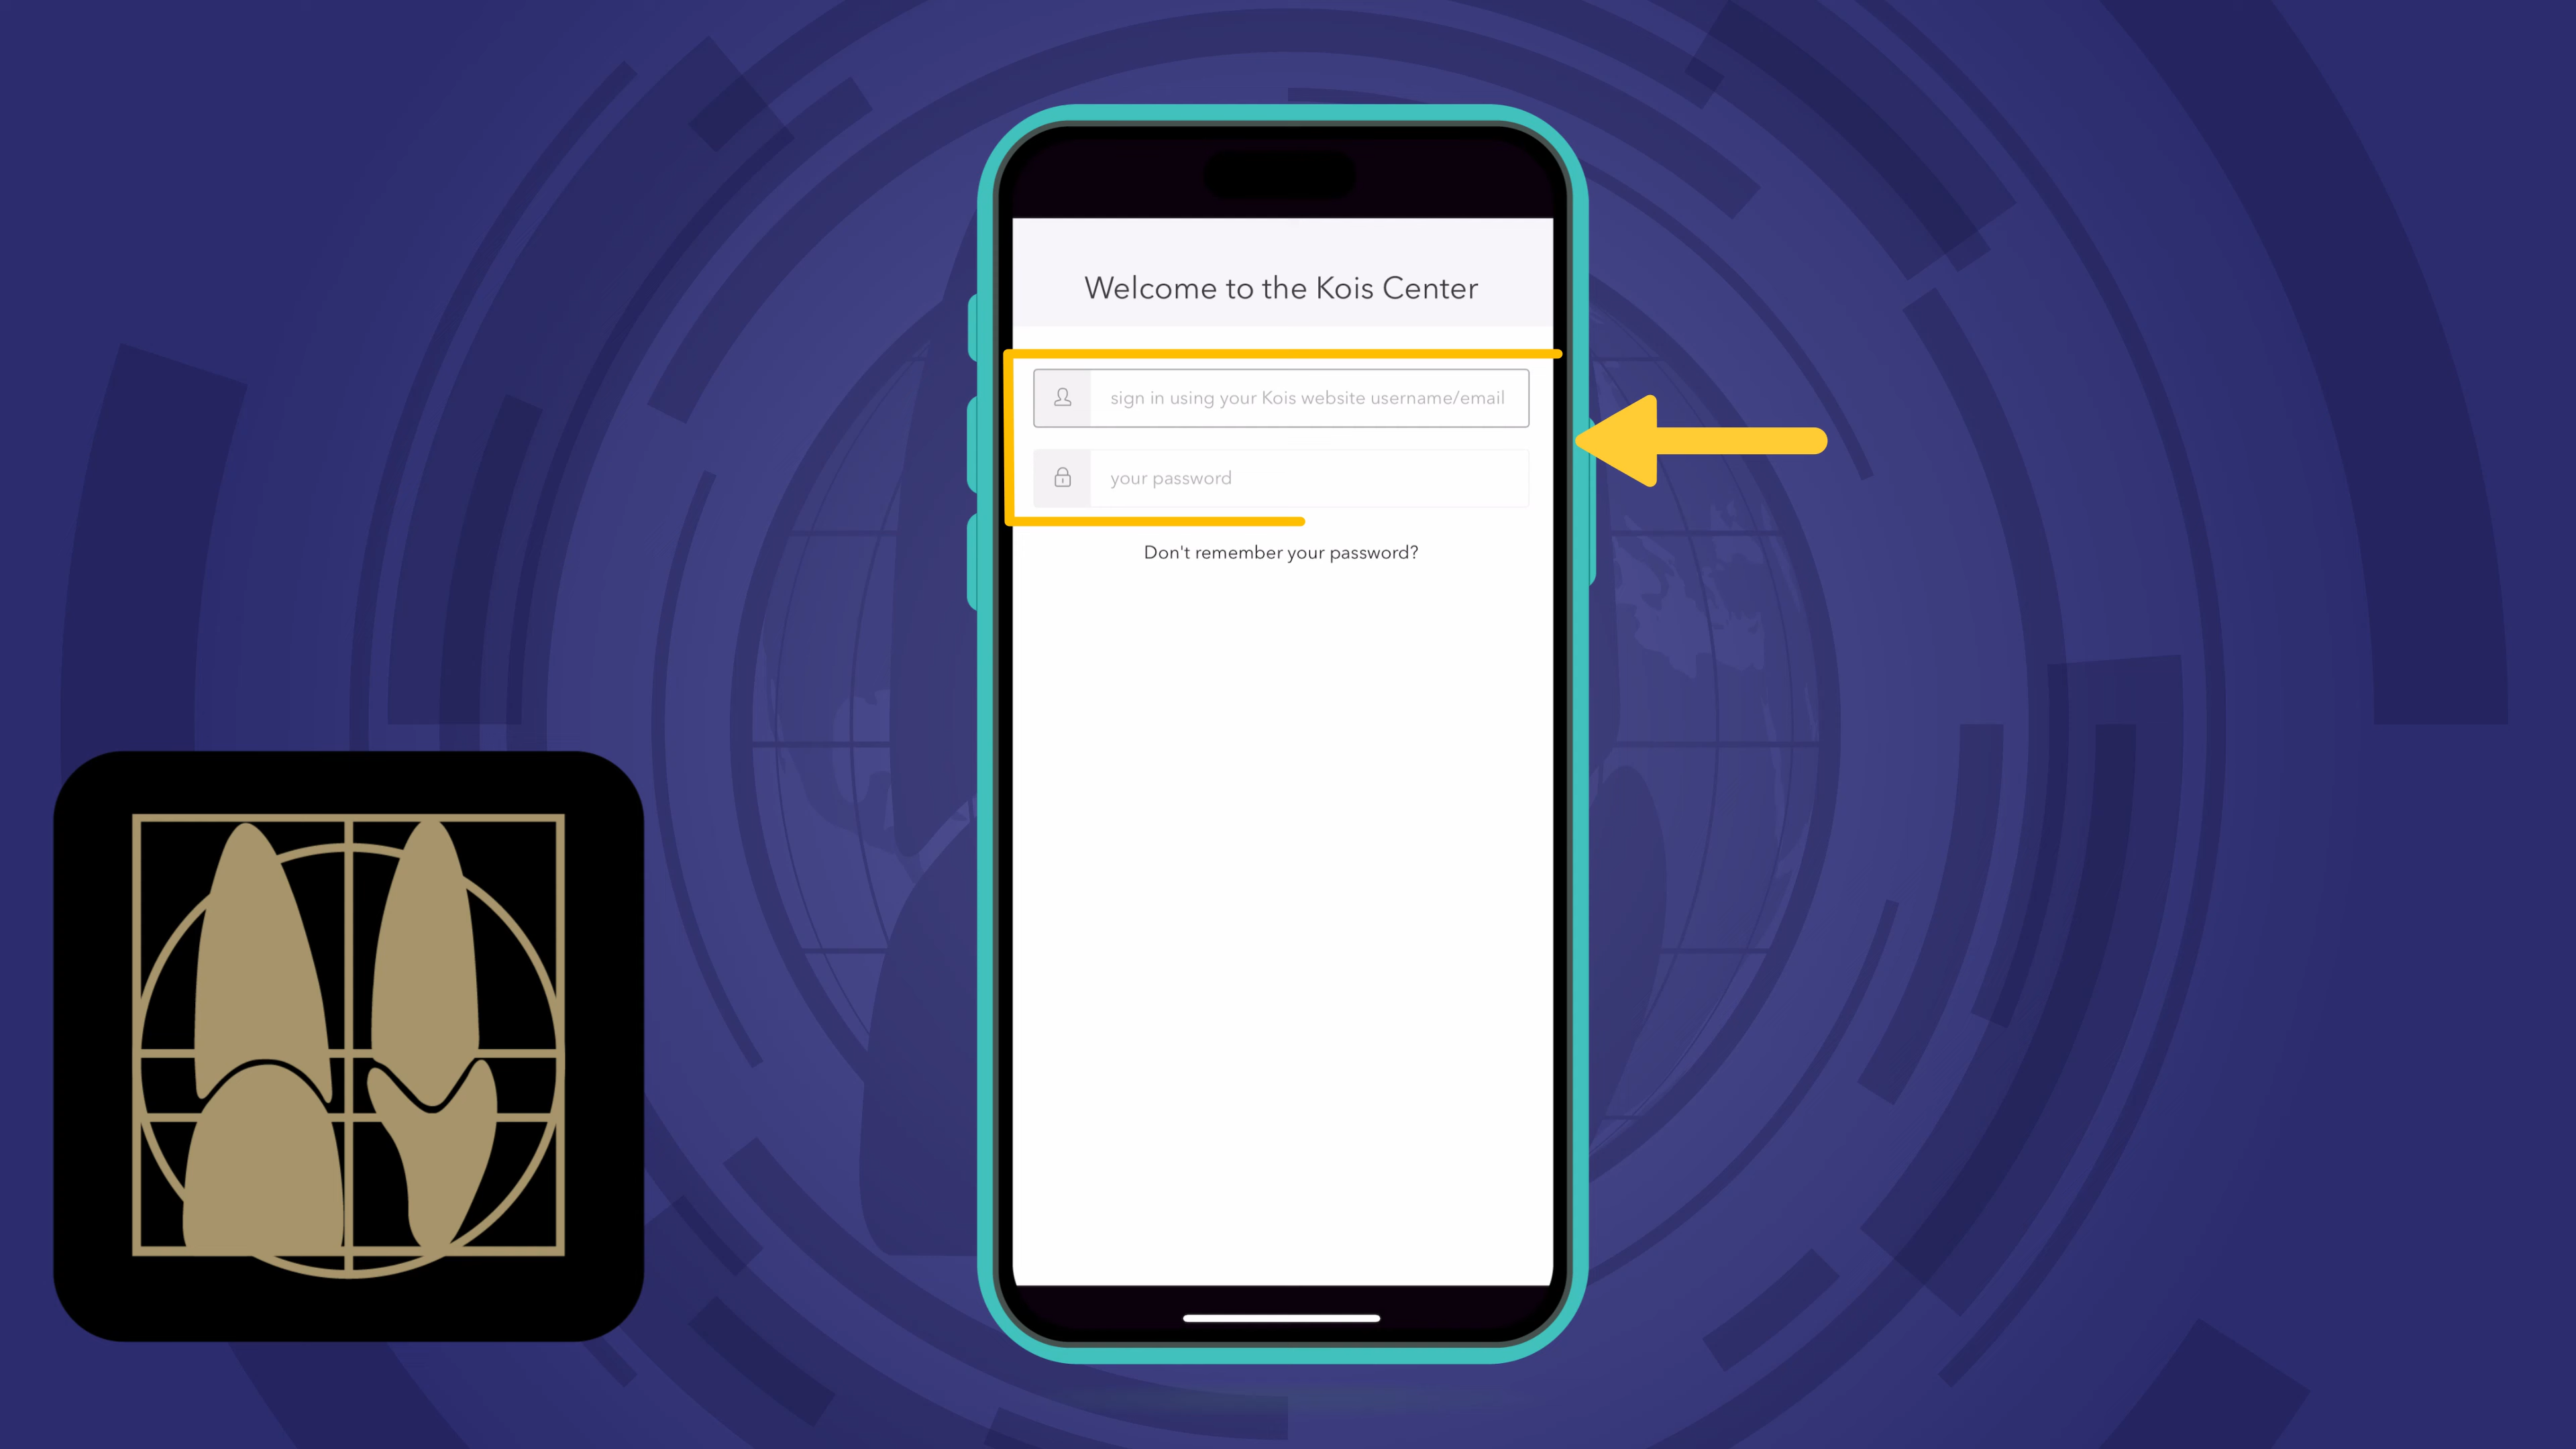 Welcome to the Kois Center
sign in using your Kois website username/email
your password
Don't remember your password?